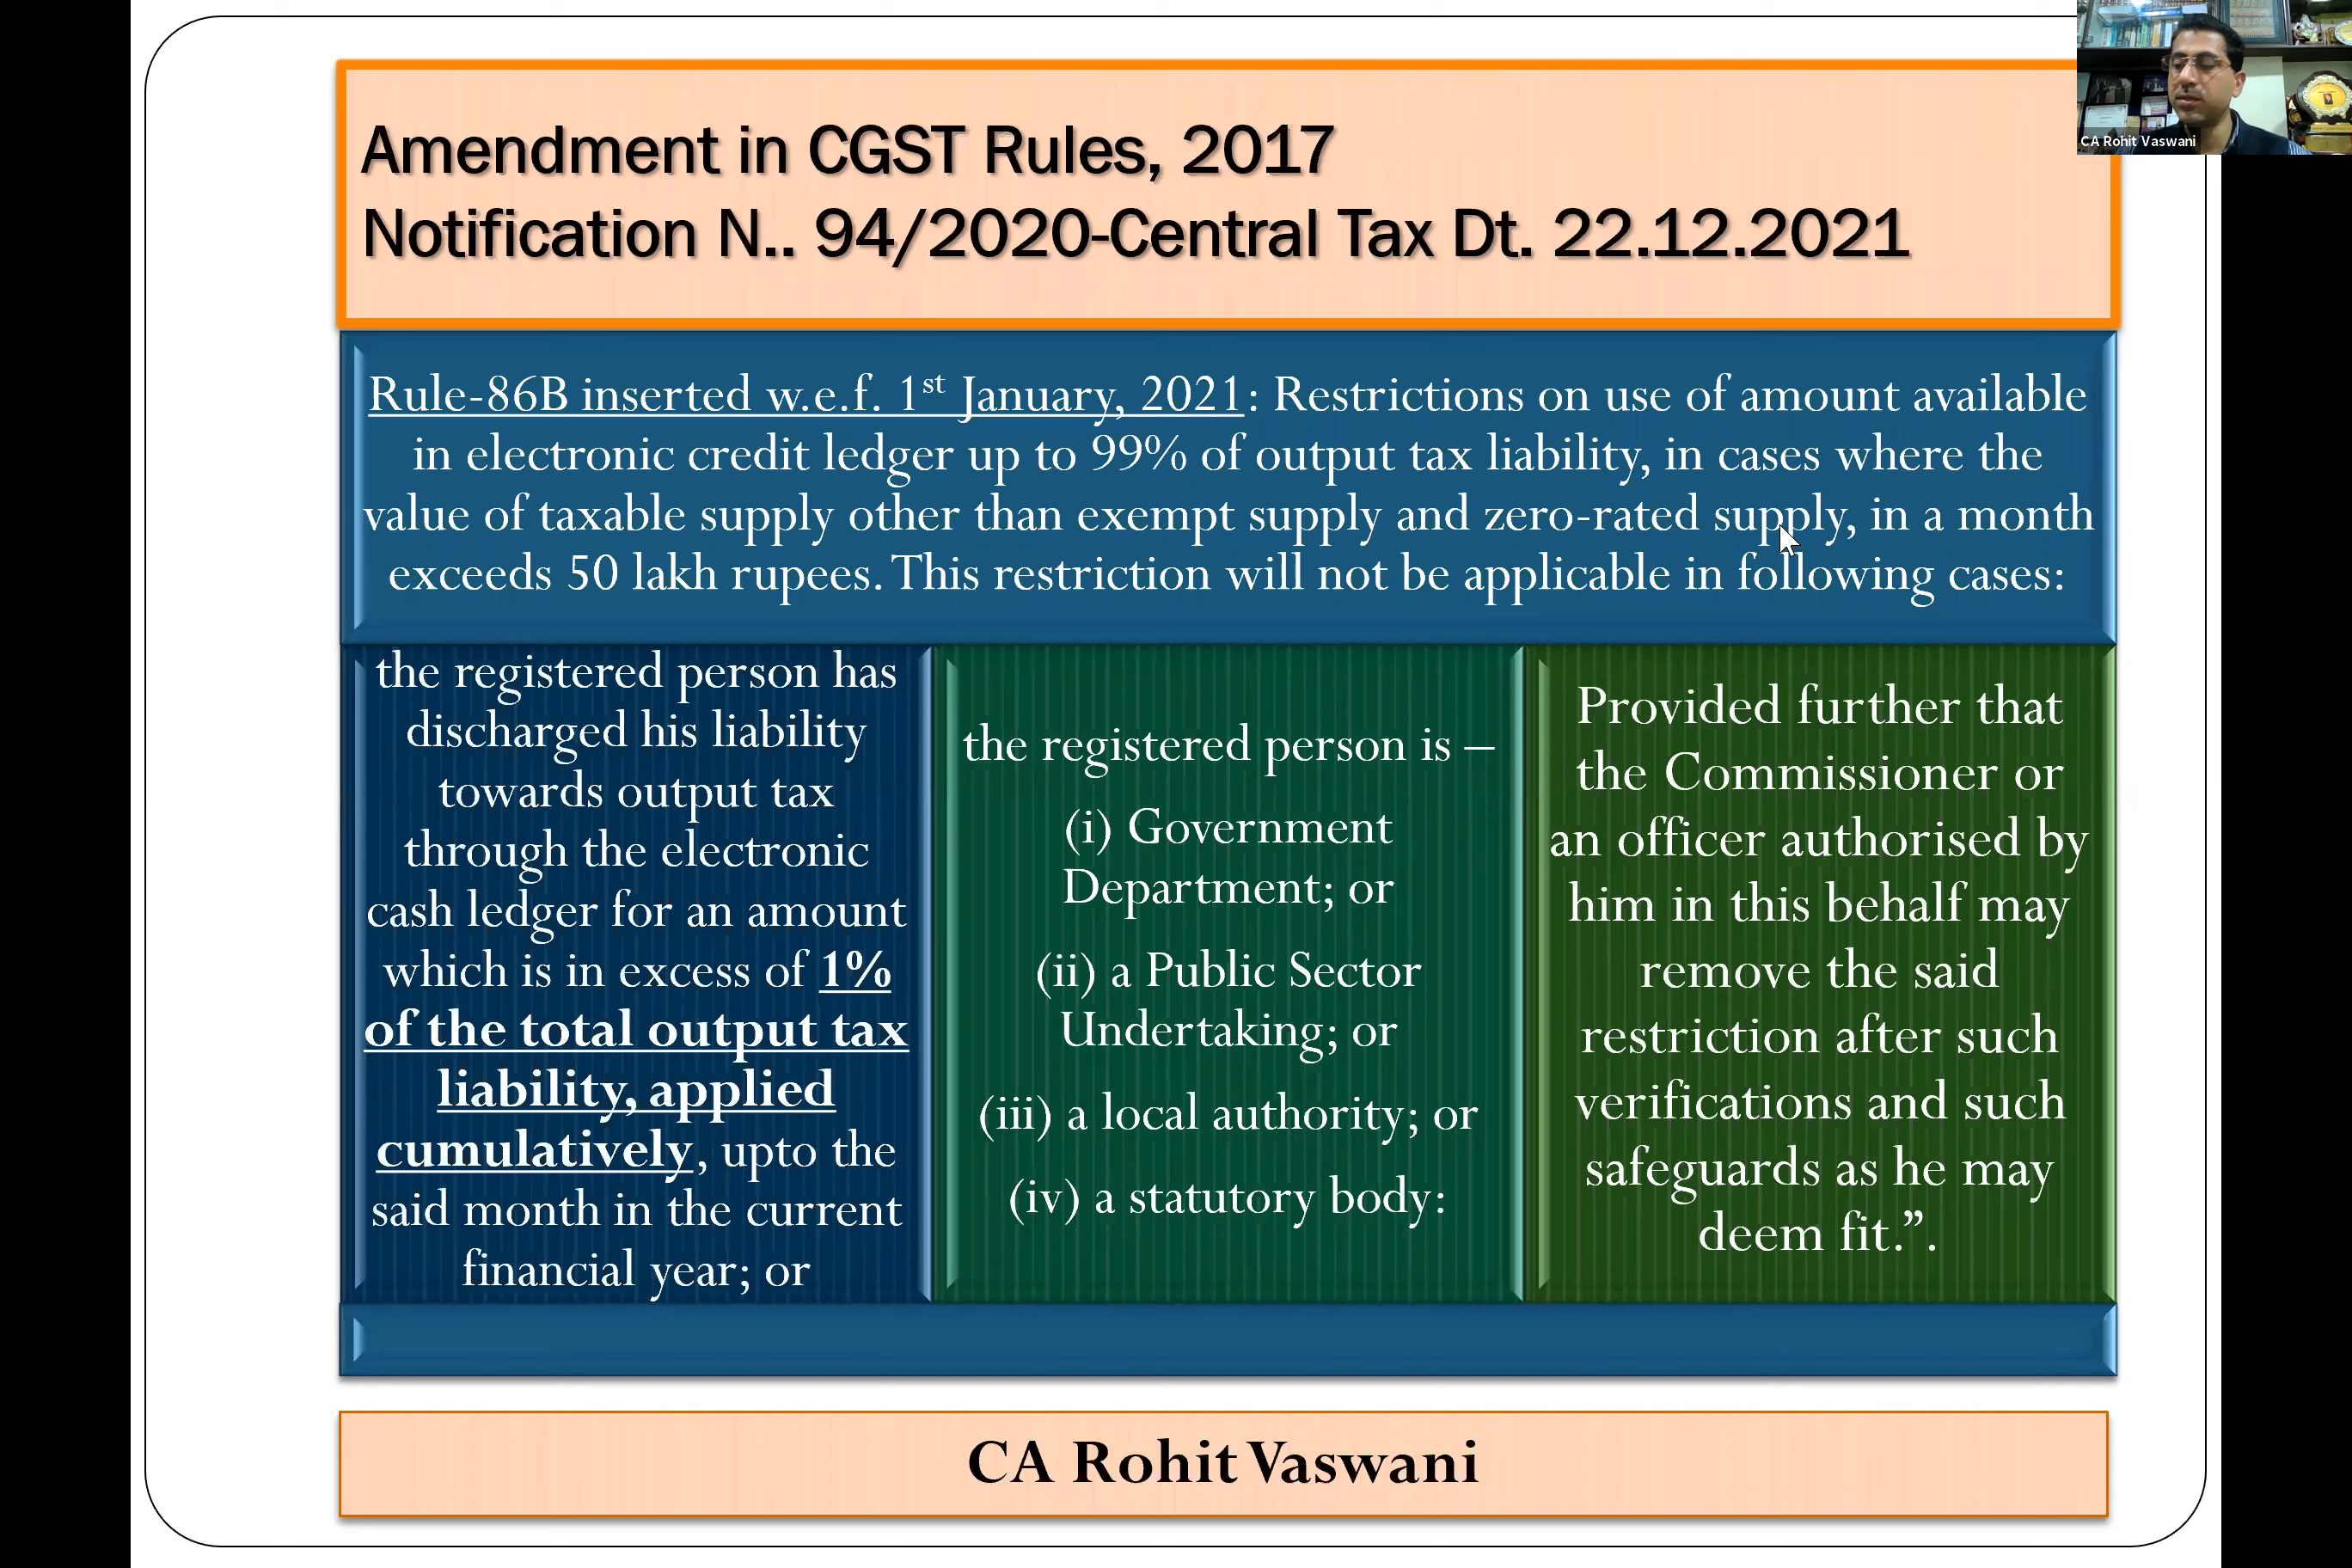 CA Rohit Vaswani
Amendment in CGST Rules, 2017
Notification N.. 94/2020-Central Tax Dt. 22.12.2021
Rule-86B inserted w.e.f. 1st January, 2021: Restrictions on use of amount available
in electronic credit ledger up to 99% of output tax liability, in cases where the
value of taxable supply other than exempt supply and zero-rated supply, in a month
exceeds 50 lakh rupees. This restriction will not be applicable in following cases:
the registered person has
discharged his liability
towards output tax
through the electronic
cash ledger for an amount
which is in excess of 1%
of the total output tax
liability, applied
cumulatively, upto the
said month in the current
financial year; or
the registered person is –
(i) Government
Department; or
(ii) a Public Sector
Undertaking; or
(iii) a local authority; or
(iv) a statutory body:
Provided further that
the Commissioner or
an officer authorised by
him in this behalf may
remove the said
restriction after such
verifications and such
safeguards as he may
deem fit.”.
CA Rohit Vaswani